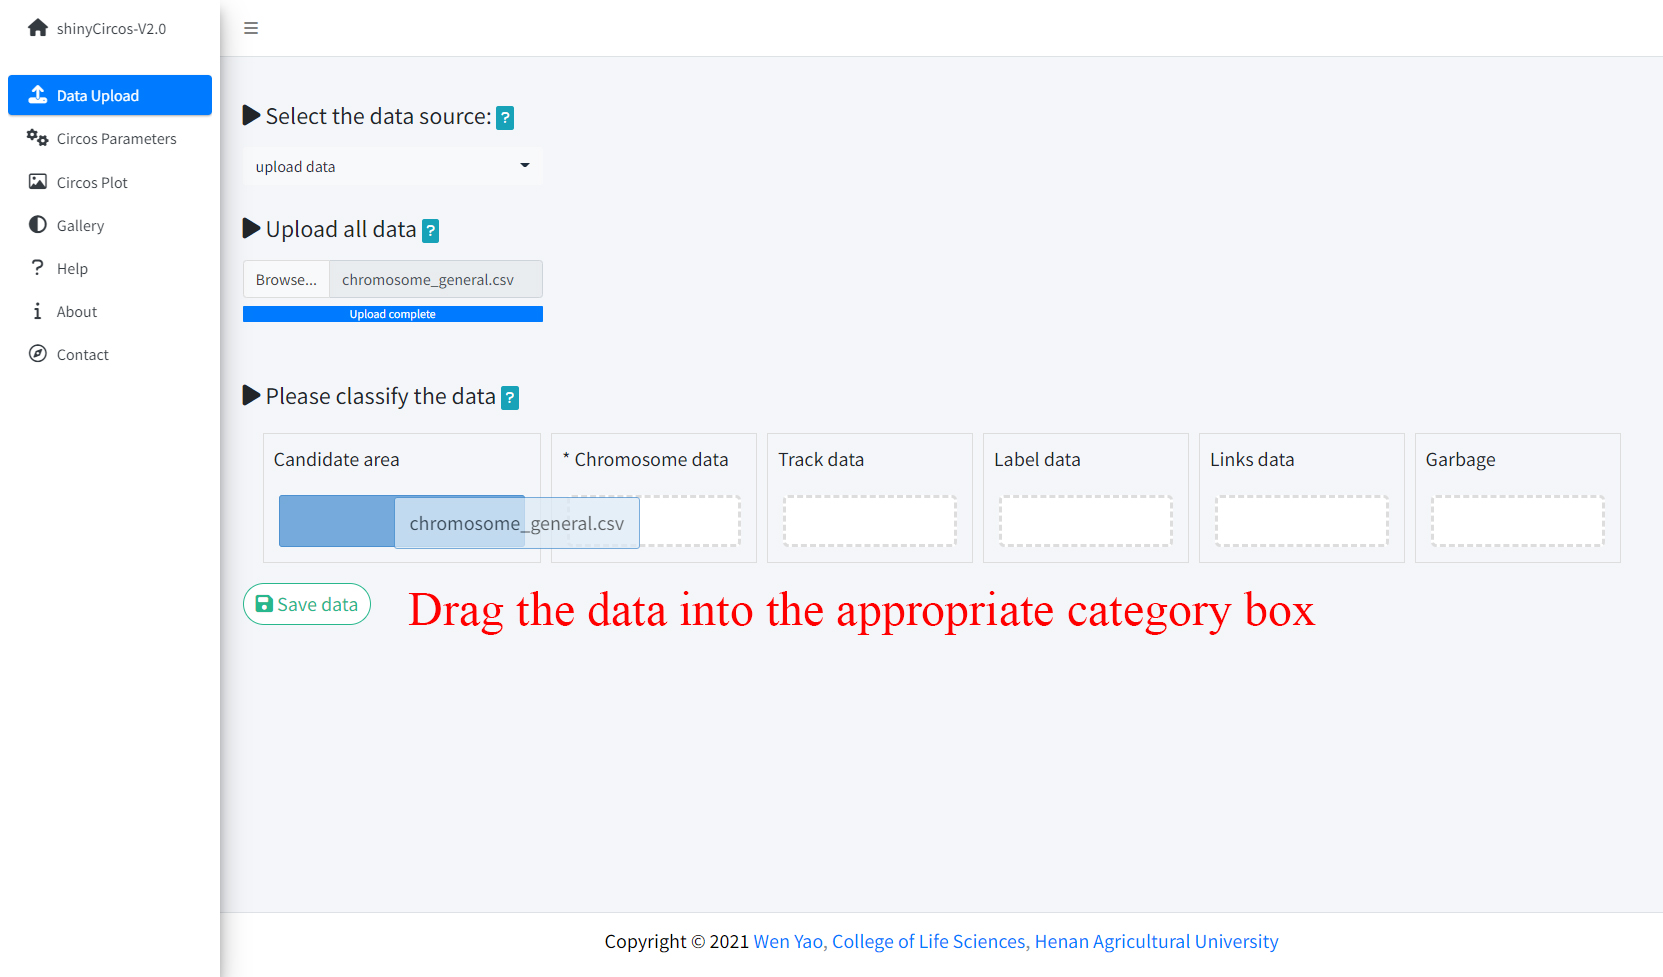 shinyCircos-V2.0
Data Upload
Circos Parameters
Circos Plot
Gallery
Help
About
Contact
Select the data source: ?
upload data
Upload all data ?
Browse... chromosome_general.csv
Upload complete
Please classify the data ?
Candidate area
* Chromosome data
Track data
Label data
Links data
Garbage
chromosome_general.csv
Save data
Drag the data into the appropriate category box
Copyright © 2021 Wen Yao, College of Life Sciences, Henan Agricultural University